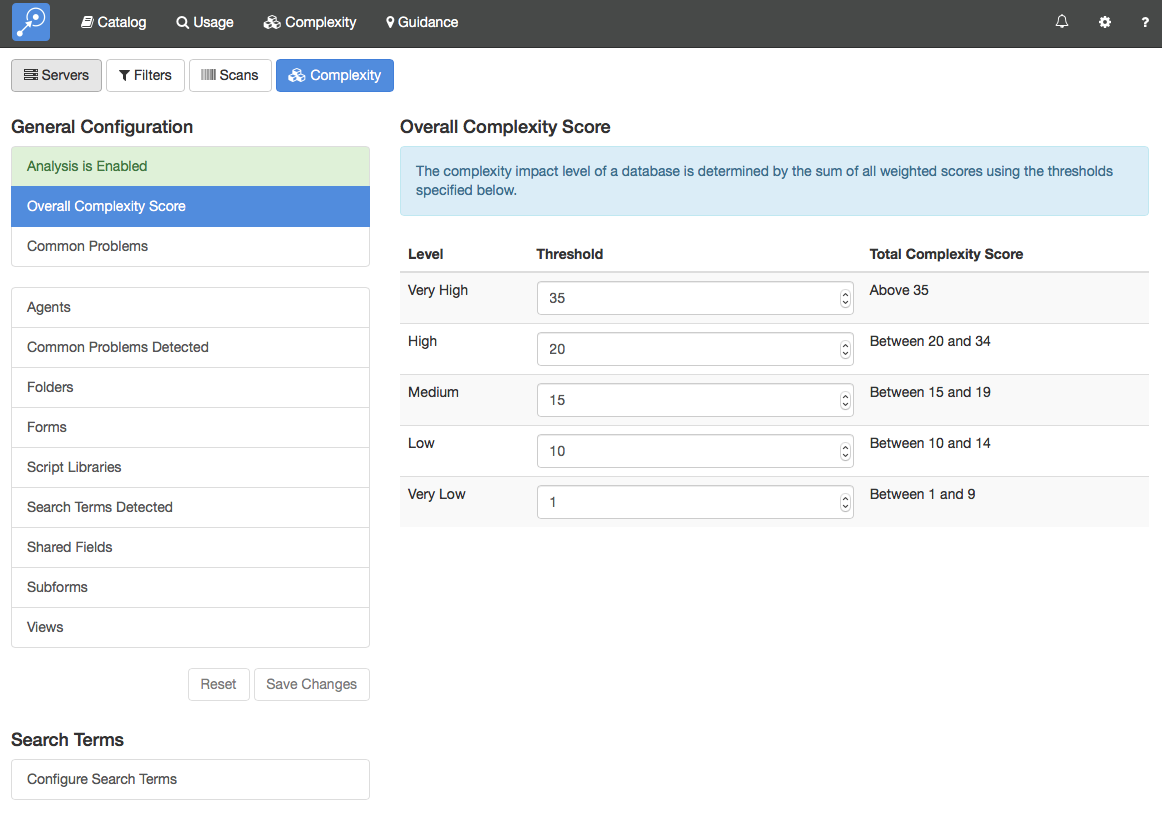 Catalog Usage Complexity Guidance ?
Servers Filters Scans Complexity
General Configuration
Analysis is Enabled
Overall Complexity Score
Common Problems
Agents
Common Problems Detected
Folders
Forms
Script Libraries
Search Terms Detected
Shared Fields
Subforms
Views
Reset Save Changes
Search Terms
Configure Search Terms
Overall Complexity Score
The complexity impact level of a database is determined by the sum of all weighted scores using the thresholds
specified below.
Level Threshold Total Complexity Score
Very High 35 Above 35
High 20 Between 20 and 34
Medium 15 Between 15 and 19
Low 10 Between 10 and 14
Very Low 1 Between 1 and 9